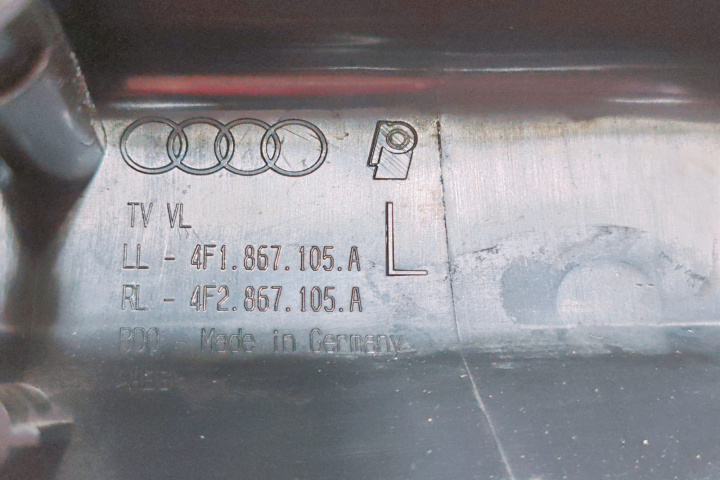 TV VL
L
LL - 4F1.867.105.A
RL - 4F2.867.105.A
- Made in Germany